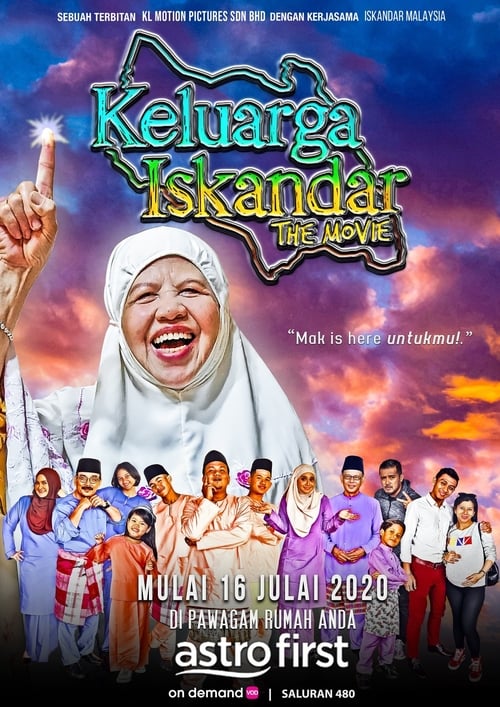 SEBUAH TERBITAN KL MOTION PICTURES SDN BHD DENGAN KERJASAMA ISKANDAR MALAYSIA
Keluarga
Iskandar
THE MOVIE
“Mak is here untukmu!.”
MULAI 16 JULAI 2020
DI PAWAGAM RUMAH ANDA
astro first
on demand VOD | SALURAN 480